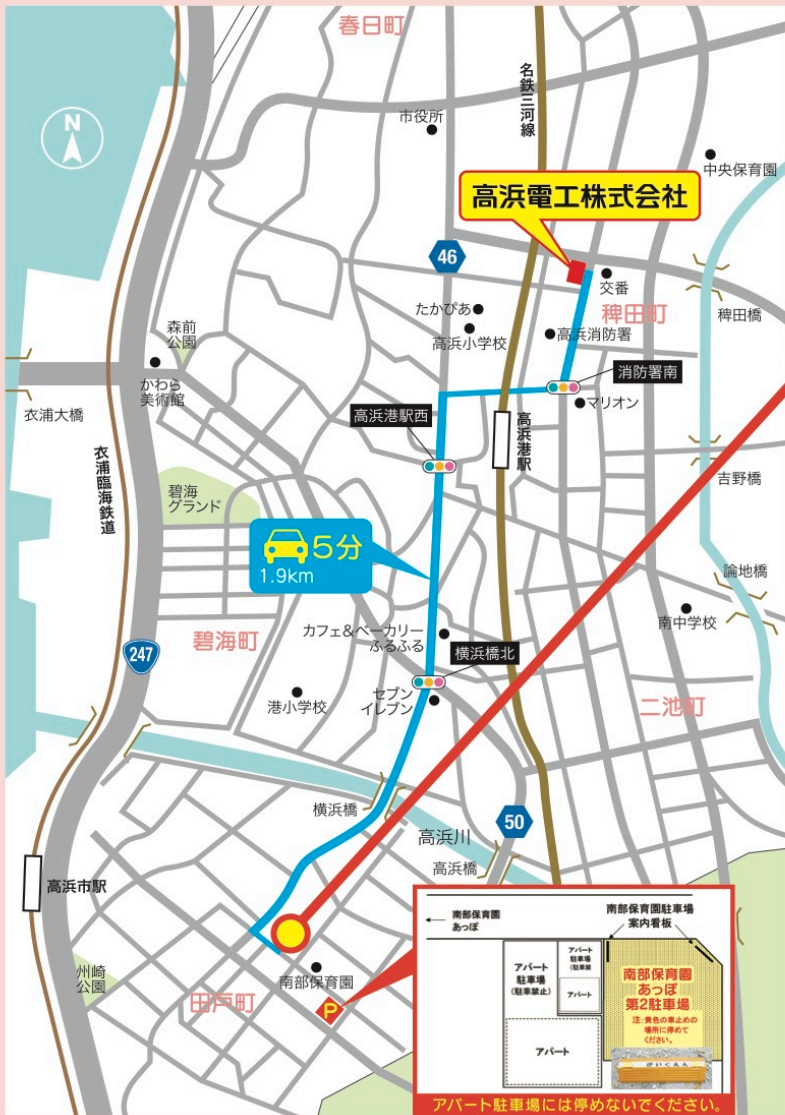 春日町
名鉄三河線
市役所
N
中央保育園
高浜電工株式会社
46
交番
たかぴあ
稗田町
稗田橋
高浜小学校
高浜消防署
森前
公園
かわら
美術館
消防署南
マリオン
高浜港駅西
衣浦大橋
高浜港駅
衣浦臨海鉄道
吉野橋
碧海
グランド
5分
1.9km
論地橋
南中学校
カフェ&ベーカリー
ふるふる
碧海町
247
横浜橋北
セブン
イレブン
港小学校
二池町
横浜橋
高浜川
50
高浜橋
高浜市駅
南部保育園
あっぽ
南部保育園駐車場
案内看板
アパート
駐車場
(駐車禁止)
アパート
駐車場
(駐車禁
アパート
アパート
南部保育園
あっぽ
第2駐車場
注:黄色の車止めの
場所に停めて
ください。
ほいくえん
州崎
公園
南部保育園
田戸町
P
アパート駐車場には停めないでください。